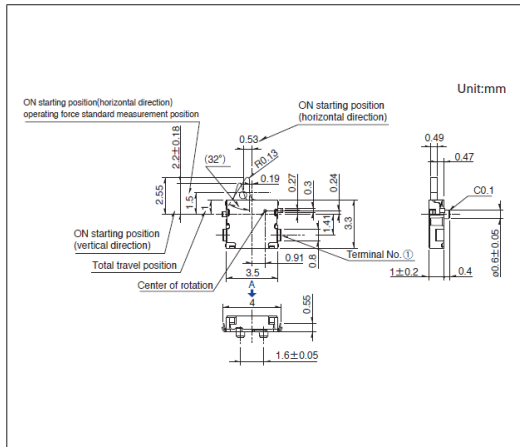 Unit:mm
ON starting position(horizontal direction)
operating force standard measurement position
ON starting position
(horizontal direction)
0.53
2.2±0.18
(32°)
R0.13
0.19
2.55
1.5
1
0.27
0.3
0.24
3.3
1.41
0.8
0.91
ON starting position
(vertical direction)
Total travel position
Center of rotation
Terminal No.①
3.5
A
4
0.55
1.6±0.05
0.49
0.47
C0.1
ø0.6±0.05
1±0.2
0.4